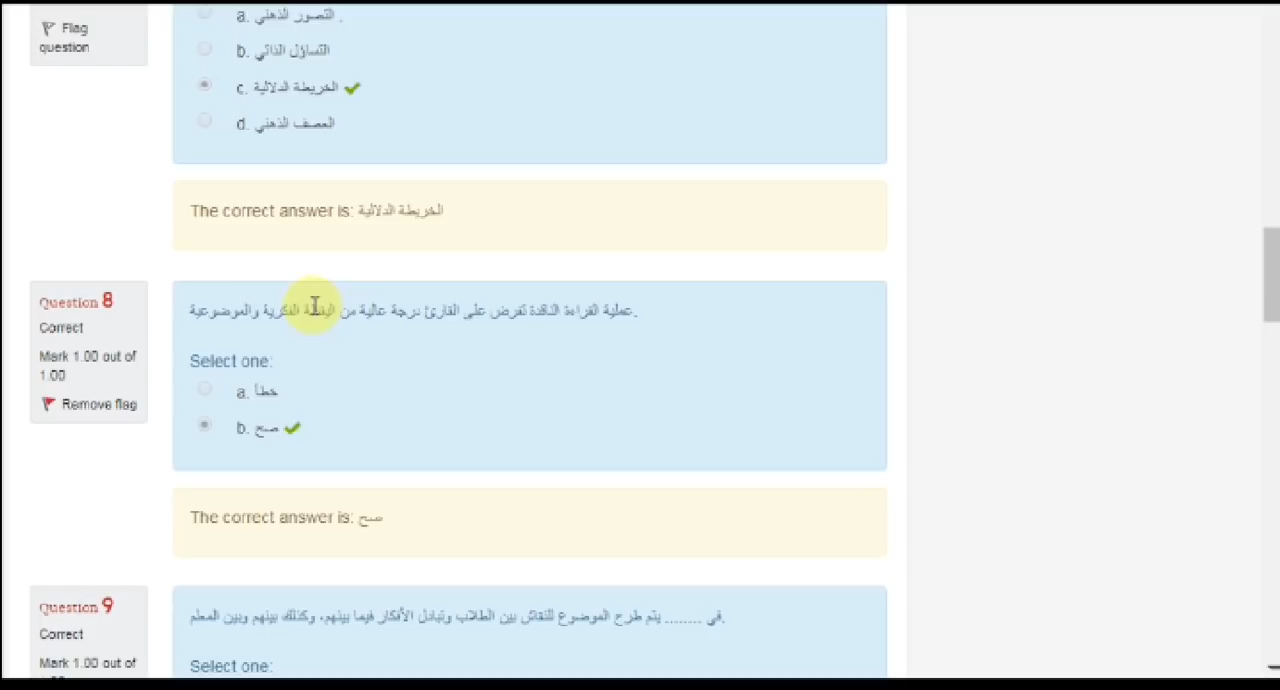 Flag
question
a. التصور الذهني .
b. التساؤل الذاتي
c. الخريطة الدلالية
d. العصف الذهني
The correct answer is: الخريطة الدلالية
Question 8
Correct
Mark 1.00 out of
1.00
Remove flag
عملية القراءة الناقدة تفرض على القارئ درجة عالية من اليقظة الفكرية والموضوعية.
Select one:
a. خطأ
b. صح
The correct answer is: صح
Question 9
Correct
Mark 1.00 out of
في ........ يتم طرح الموضوع للنقاش بين الطلاب وتبادل الأفكار فيما بينهم، وكذلك بينهم وبين المعلم.
Select one: